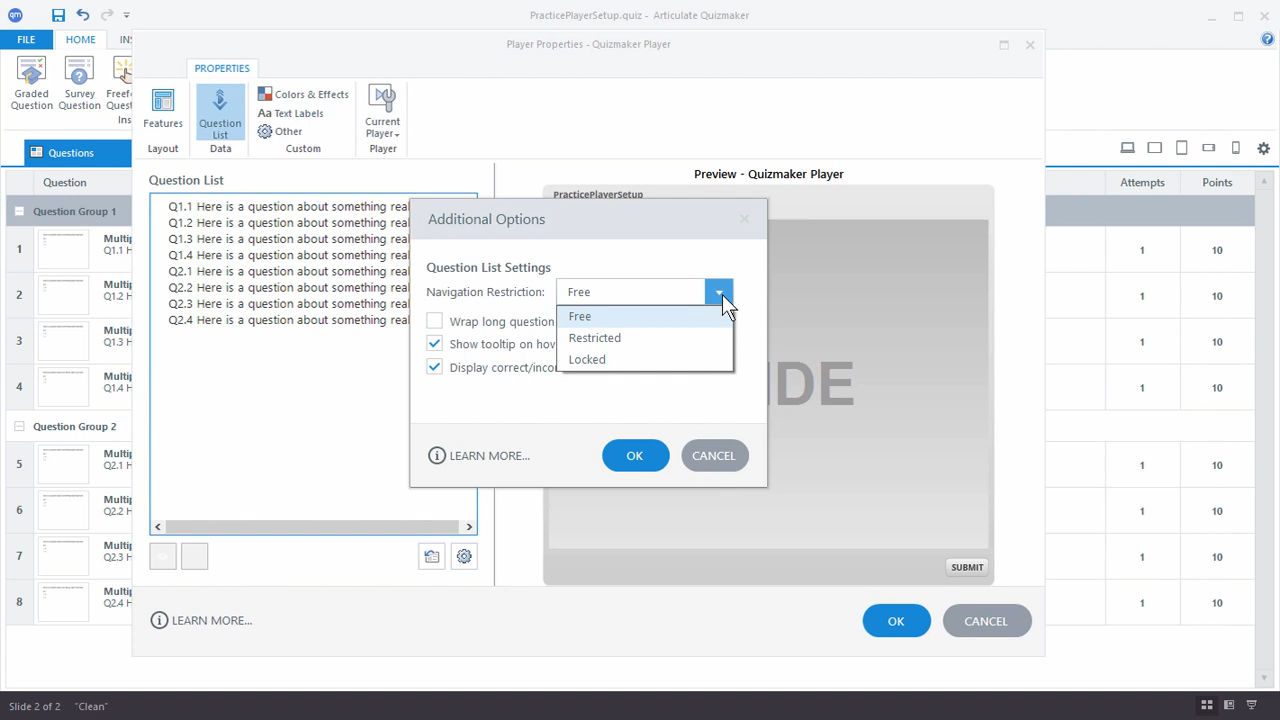 qm
PracticePlayerSetup.quiz - Articulate Quizmaker
FILE
HOME
INS
Player Properties - Quizmaker Player
PROPERTIES
Graded Question
Survey Question
Freefo
Quest
Ins
Features
Layout
Question List
Data
Colors & Effects
Aa Text Labels
Other
Custom
Current Player
Player
Questions
Question
Attempts
Points
Question List
Preview - Quizmaker Player
PracticePlayerSetup
Question Group 1
1
Multip
Q1.1 H
1
10
2
Multip
Q1.2 H
1
10
3
Multip
Q1.3 H
1
10
4
Multip
Q1.4 H
1
10
Question Group 2
5
Multip
Q2.1 H
1
10
6
Multip
Q2.2 H
1
10
7
Multip
Q2.3 H
1
10
8
Multip
Q2.4 H
1
10
Q1.1 Here is a question about something real
Q1.2 Here is a question about something real
Q1.3 Here is a question about something real
Q1.4 Here is a question about something real
Q2.1 Here is a question about something real
Q2.2 Here is a question about something real
Q2.3 Here is a question about something real
Q2.4 Here is a question about something real
Additional Options
Question List Settings
Navigation Restriction:
Free
Free
Restricted
Locked
Wrap long question
Show tooltip on hov
Display correct/incor
LEARN MORE...
OK
CANCEL
IDE
SUBMIT
LEARN MORE...
OK
CANCEL
Slide 2 of 2
"Clean"